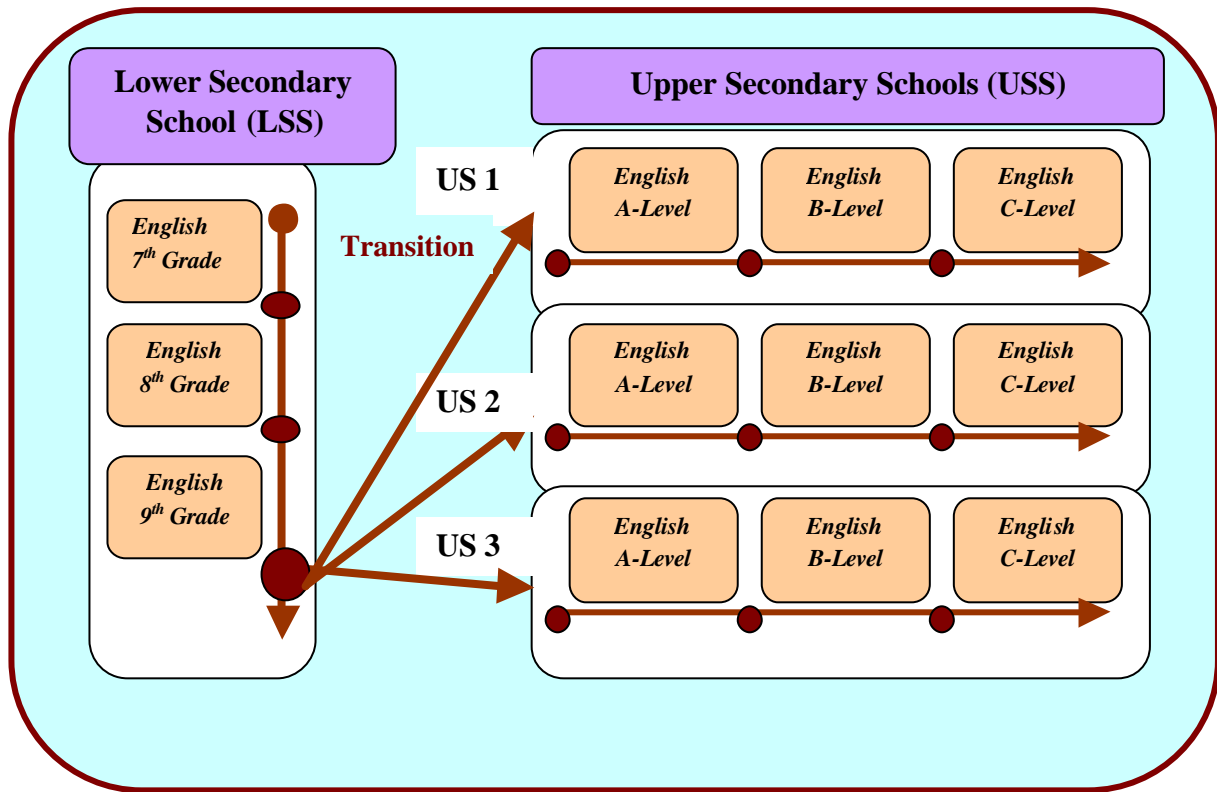 Lower Secondary
School (LSS)
English
7th Grade
English
8th Grade
English
9th Grade
Transition
Upper Secondary Schools (USS)
US 1
English
A-Level
English
B-Level
English
C-Level
US 2
English
A-Level
English
B-Level
English
C-Level
US 3
English
A-Level
English
B-Level
English
C-Level